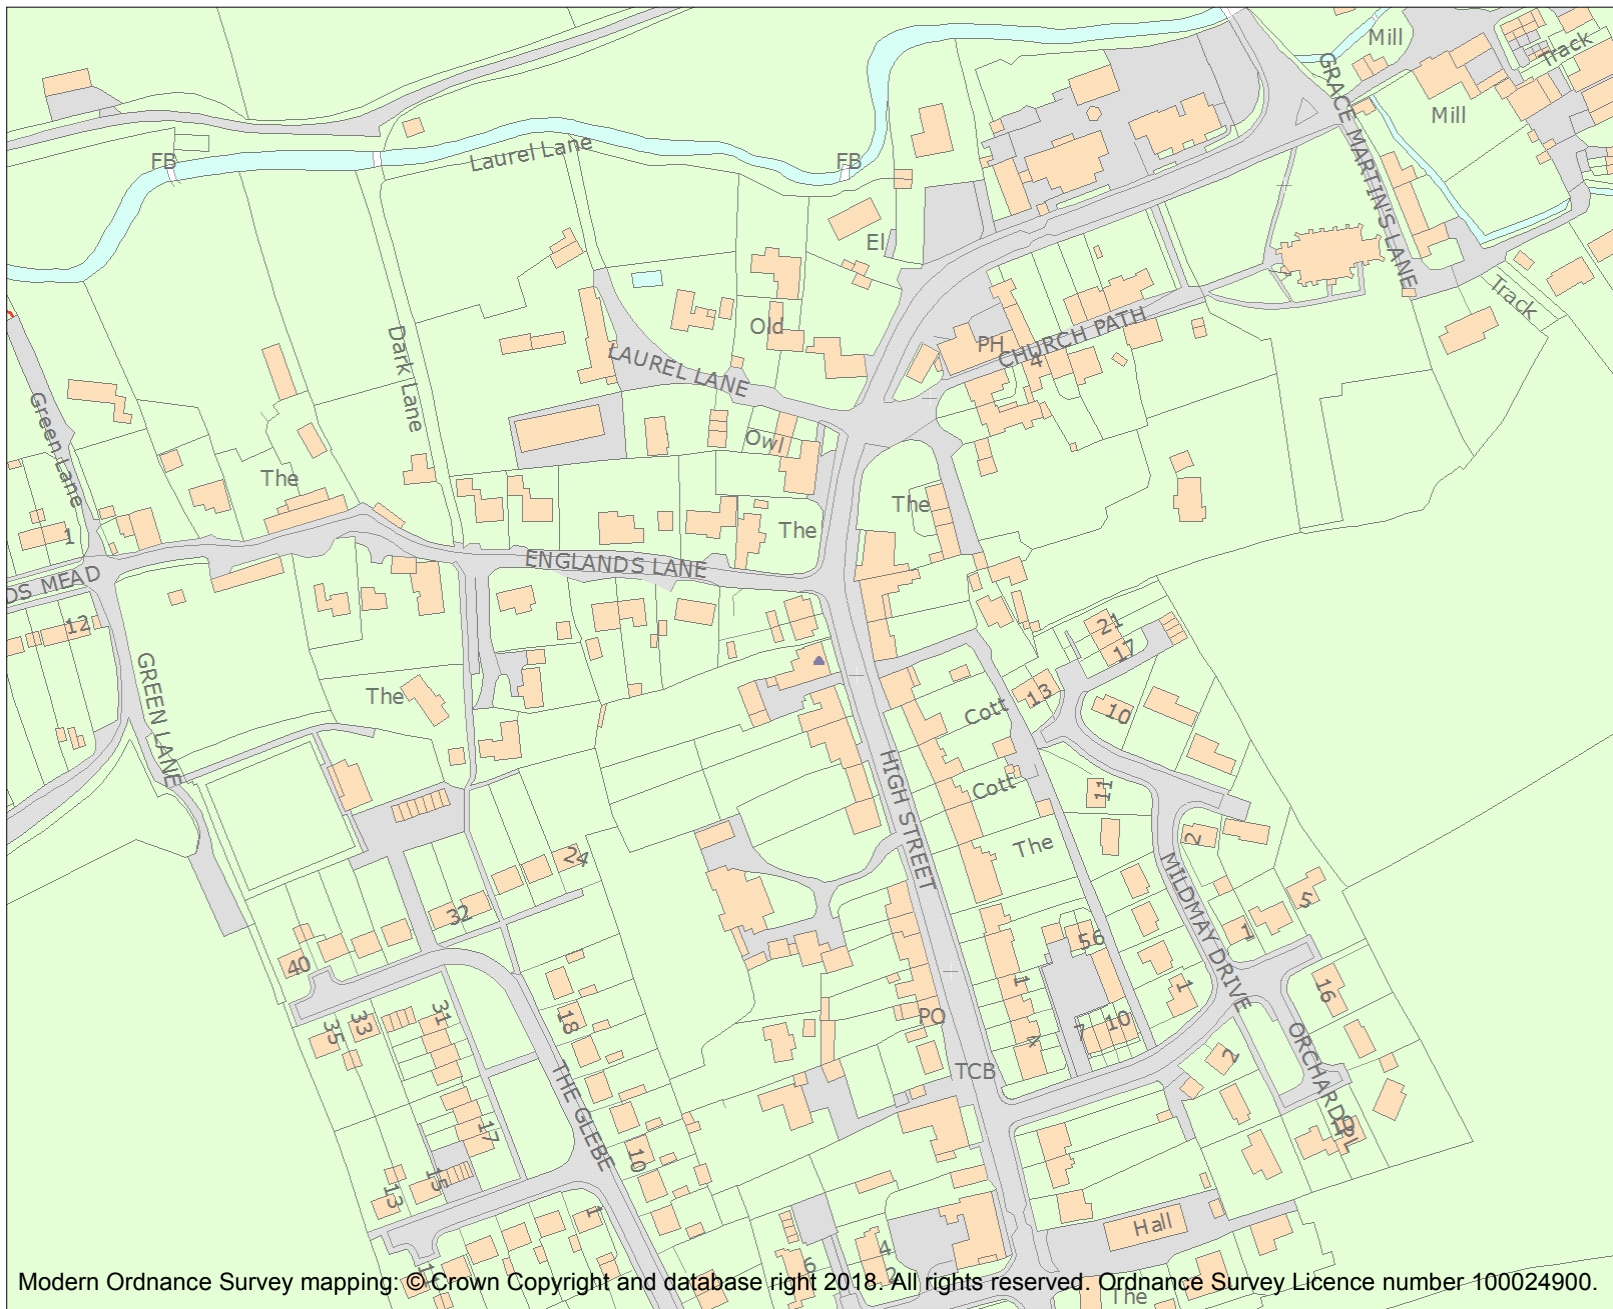 Mill
Track
GRACE MARTIN'S LANE
Mill
FB
Laurel Lane
FB
El
Track
Old
Dark Lane
LAUREL LANE
PH
CHURCH PATH
4
Green Lane
Owl
The
The
The
1
ENGLANDS LANE
DS MEAD
12
21
17
GREEN LANE
The
13
Cott
10
HIGH STREET
Cott
11
The
2
MILDMAY DRIVE
24
32
5
1
56
40
1
1
16
31
33
35
18
PO
7
10
4
ORCHARD PL
2
TCB
THE GLEBE
17
10
15
13
1
Hall
4
2
6
11
The
Modern Ordnance Survey mapping: © Crown Copyright and database right 2018. All rights reserved. Ordnance Survey Licence number 100024900.